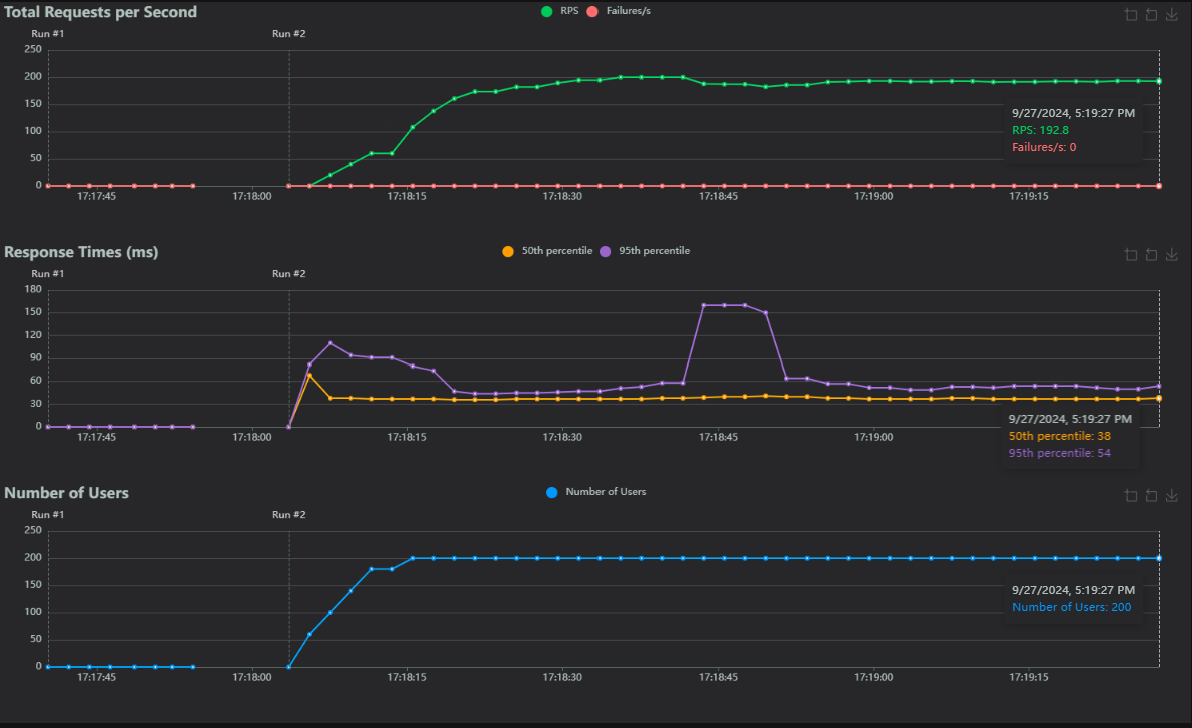 Total Requests per Second
RPS Failures/s
Run #1 Run #2
250
200
150
100
50
0
9/27/2024, 5:19:27 PM
RPS: 192.8
Failures/s: 0
17:17:45 17:18:00 17:18:15 17:18:30 17:18:45 17:19:00 17:19:15
Response Times (ms)
50th percentile 95th percentile
Run #1 Run #2
180
150
120
90
60
30
0
9/27/2024, 5:19:27 PM
50th percentile: 38
95th percentile: 54
17:17:45 17:18:00 17:18:15 17:18:30 17:18:45 17:19:00
Number of Users
Number of Users
Run #1 Run #2
250
200
150
100
50
0
9/27/2024, 5:19:27 PM
Number of Users: 200
17:17:45 17:18:00 17:18:15 17:18:30 17:18:45 17:19:00 17:19:15